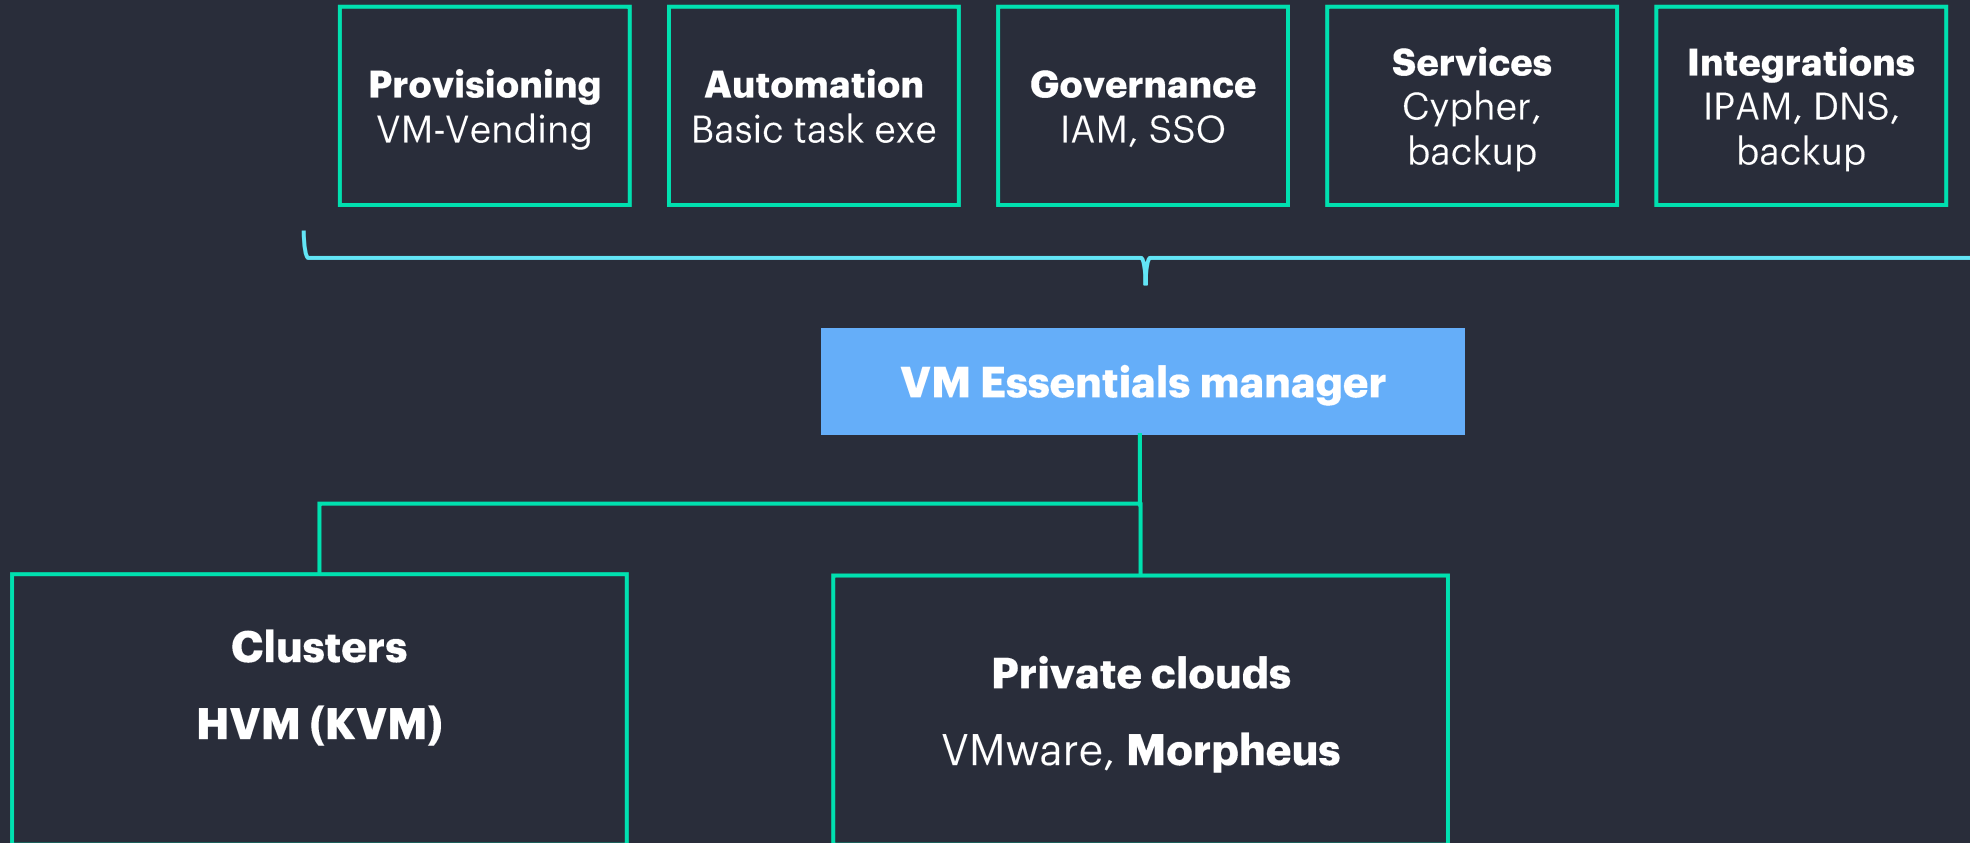 Provisioning
VM-Vending
Automation
Basic task exe
Governance
IAM, SSO
Services
Cypher,
backup
Integrations
IPAM, DNS,
backup
VM Essentials manager
Clusters
HVM (KVM)
Private clouds
VMware, Morpheus